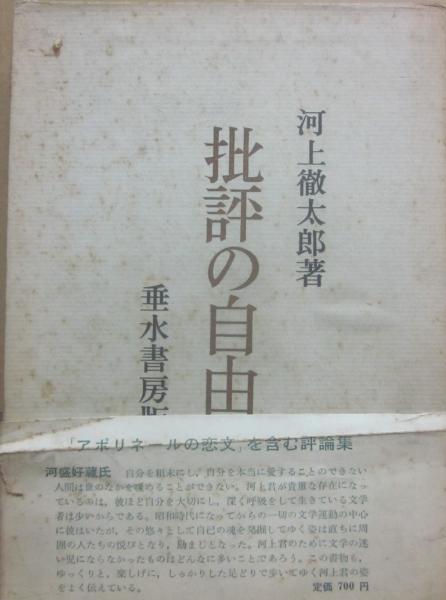 河上徹太郎著
批評の自由
垂水書房版
「アポリネールの恋文」を含む評論集
河盛好蔵氏 自分を粗末にし、自分を本当に愛することのできない
人間は世のなかを暖めることができない。河上君が貴重な存在になっ
ているのは、彼ほど自分を大切にし、深く呼吸をして生きている文学
者は少いからである。昭和時代になってからの一切の文学運動の中心
に彼はいたが、その悠々として自己の魂を発掘してゆく姿は直ちに周
囲の人たちの悦びとなり、励ましとなった。河上君のために文学の迷
い児にならなかったものはどんなに多いことであろう。この書物も、
ゆっくりと、楽しげに、しっかりした足どりで歩いてゆく河上君の姿
をよく伝えている。
定価 700 円